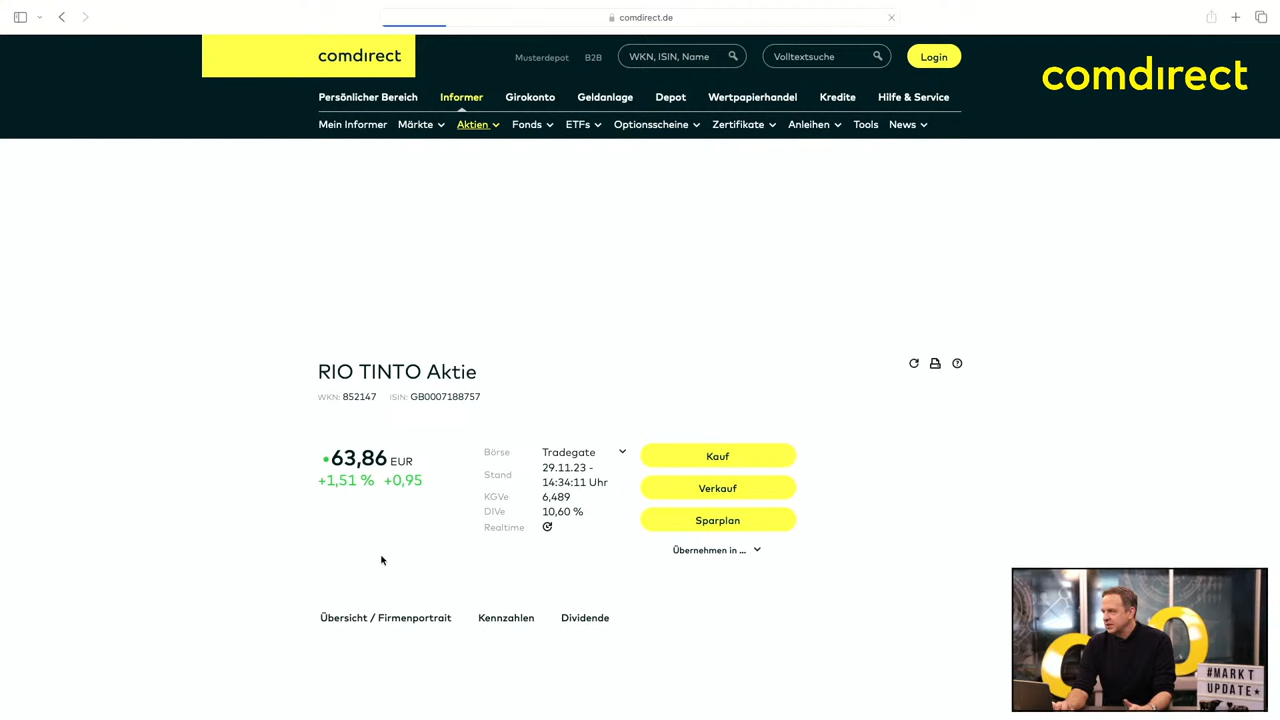 comdirect.de
comdirect
Musterdepot
B2B
WKN, ISIN, Name
Volltextsuche
Login
comdirect
Persönlicher Bereich
Informer
Girokonto
Geldanlage
Depot
Wertpapierhandel
Kredite
Hilfe & Service
Mein Informer
Märkte
Aktien
Fonds
ETFs
Optionsscheine
Zertifikate
Anleihen
Tools
News
RIO TINTO Aktie
WKN: 852147 ISIN: GB0007188757
63,86 EUR
+1,51 % +0,95
Börse Tradegate
Stand 29.11.23 -
14:34:11 Uhr
KGVe 6,489
DIVe 10,60 %
Realtime
Kauf
Verkauf
Sparplan
Übernehmen in ...
Übersicht / Firmenportrait
Kennzahlen
Dividende
#MARKT
UPDATE